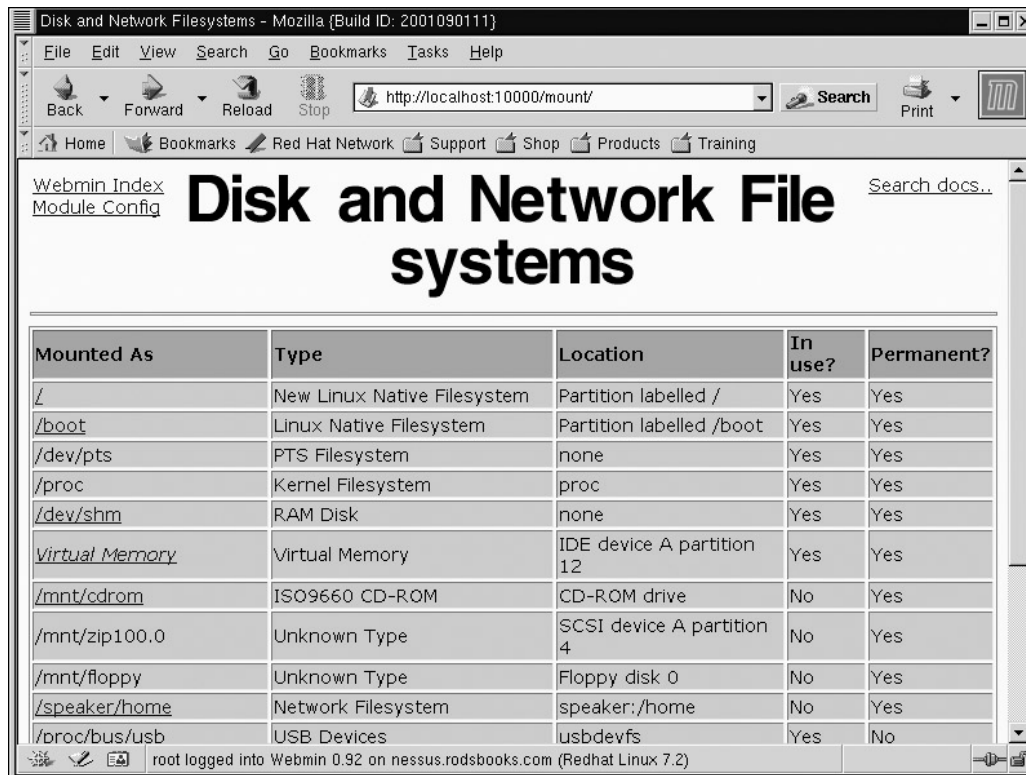 Disk and Network Filesystems - Mozilla {Build ID: 2001090111}
File Edit View Search Go Bookmarks Tasks Help
Back Forward Reload Stop http://localhost:10000/mount/ Search Print
Home Bookmarks Red Hat Network Support Shop Products Training
Webmin Index
Module Config
Disk and Network File
systems
Search docs..
Mounted As Type Location In use? Permanent?
/ New Linux Native Filesystem Partition labelled / Yes Yes
/boot Linux Native Filesystem Partition labelled /boot Yes Yes
/dev/pts PTS Filesystem none Yes Yes
/proc Kernel Filesystem proc Yes Yes
/dev/shm RAM Disk none Yes Yes
Virtual Memory Virtual Memory IDE device A partition 12 Yes Yes
/mnt/cdrom ISO9660 CD-ROM CD-ROM drive No Yes
/mnt/zip100.0 Unknown Type SCSI device A partition 4 No Yes
/mnt/floppy Unknown Type Floppy disk 0 No Yes
/speaker/home Network Filesystem speaker:/home No Yes
/proc/bus/usb USB Devices usbdevfs Yes No
root logged into Webmin 0.92 on nessus.rodsbooks.com (Redhat Linux 7.2)